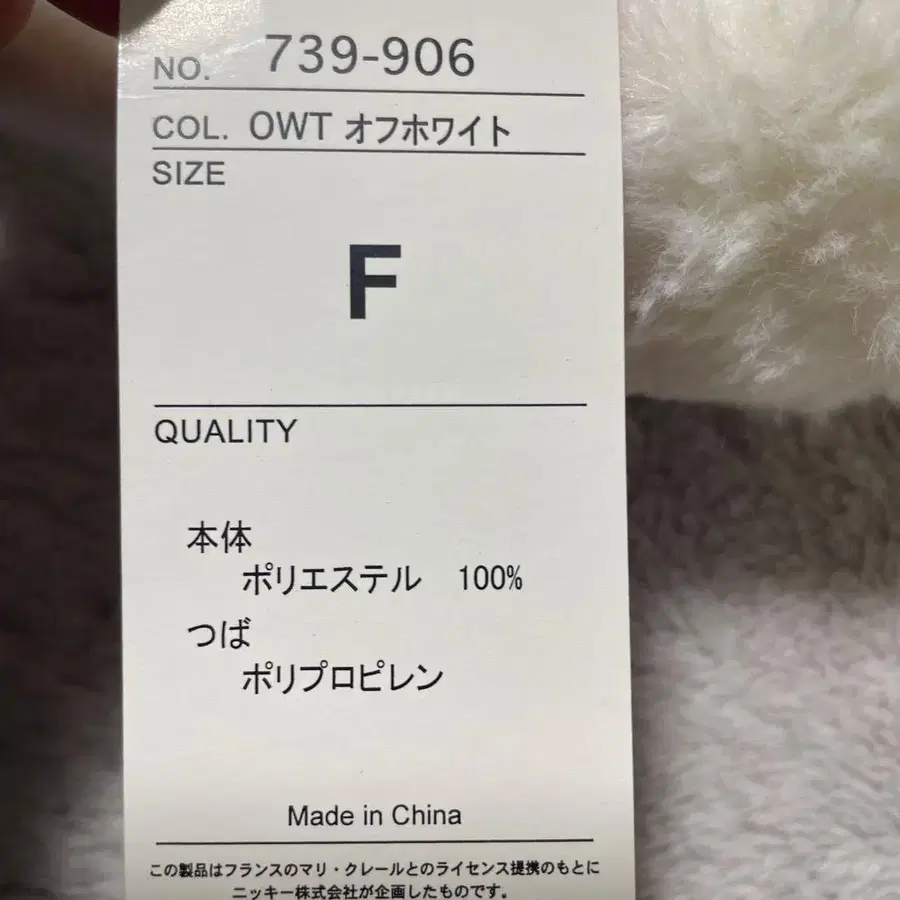 NO. 739-906
COL. OWT オフホワイト
SIZE
F
QUALITY
本体
ポリエステル 100%
つば
ポリプロピレン
Made in China
この製品はフランスのマリ・クレールとのライセンス提携のもとに
ニッキー株式会社が企画したものです。